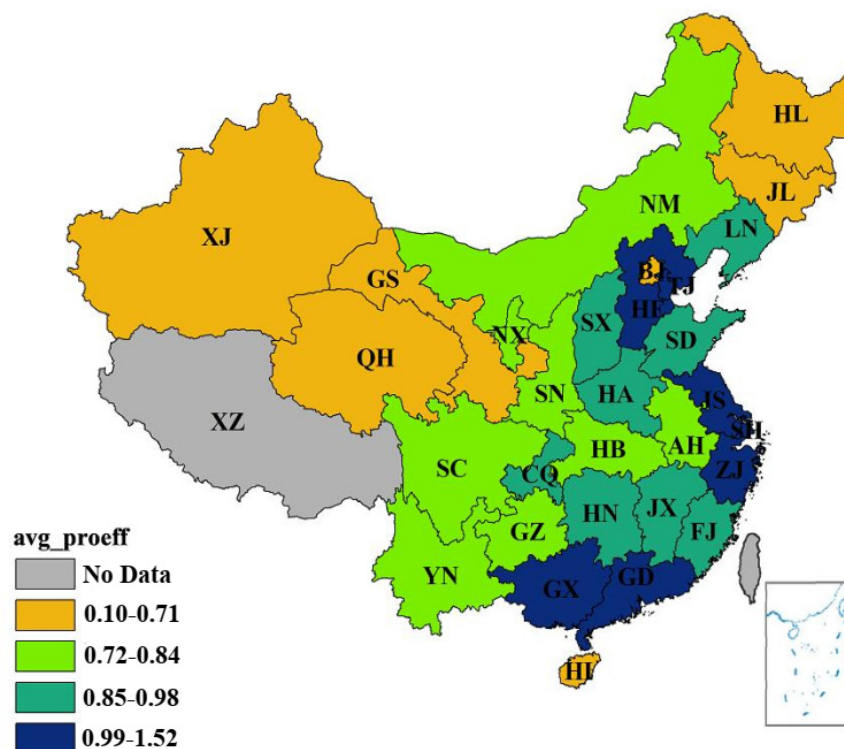 HL
JL
NM
LN
XJ
BJ
TJ
GS
HE
SX
NX
SD
QH
SN
HA
JS
XZ
SH
SC
HB
AH
CQ
ZJ
HN
JX
GZ
FJ
YN
GX
GD
HI
avg_proeff
No Data
0.10-0.71
0.72-0.84
0.85-0.98
0.99-1.52